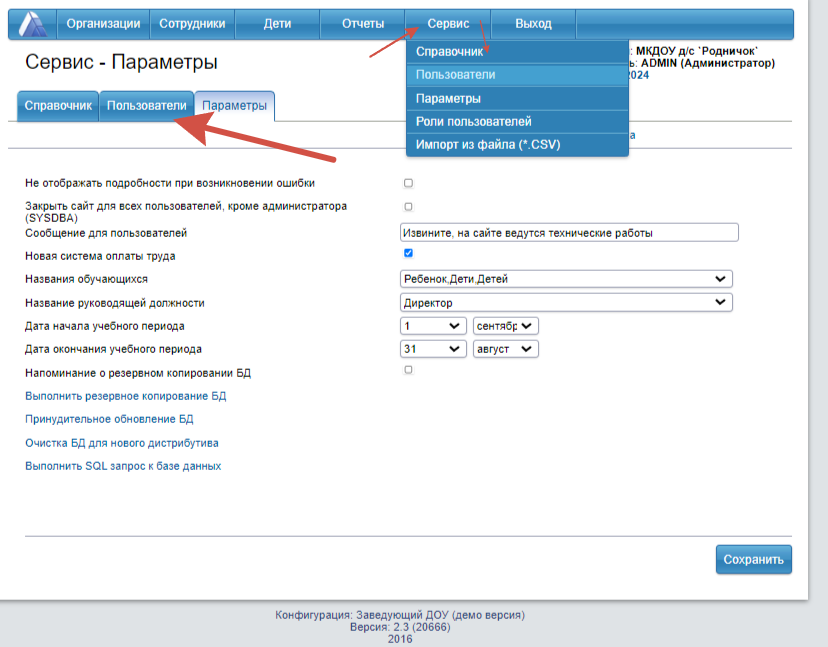 Организации Сотрудники Дети Отчеты Сервис Выход
Сервис - Параметры
Справочник
Пользователи
Параметры
Роли пользователей
Импорт из файла (*.CSV)
: МКДОУ д/с `Родничок`
ь: ADMIN (Администратор)
2024
а
Справочник Пользователи Параметры
Не отображать подробности при возникновении ошибки
Закрыть сайт для всех пользователей, кроме администратора
(SYSDBA)
Сообщение для пользователей Извините, на сайте ведутся технические работы
Новая система оплаты труда
Названия обучающихся Ребенок,Дети,Детей
Название руководящей должности Директор
Дата начала учебного периода 1 сентябр
Дата окончания учебного периода 31 август
Напоминание о резервном копировании БД
Выполнить резервное копирование БД
Принудительное обновление БД
Очистка БД для нового дистрибутива
Выполнить SQL запрос к базе данных
Сохранить
Конфигурация: Заведующий ДОУ (демо версия)
Версия: 2.3 (20666)
2016